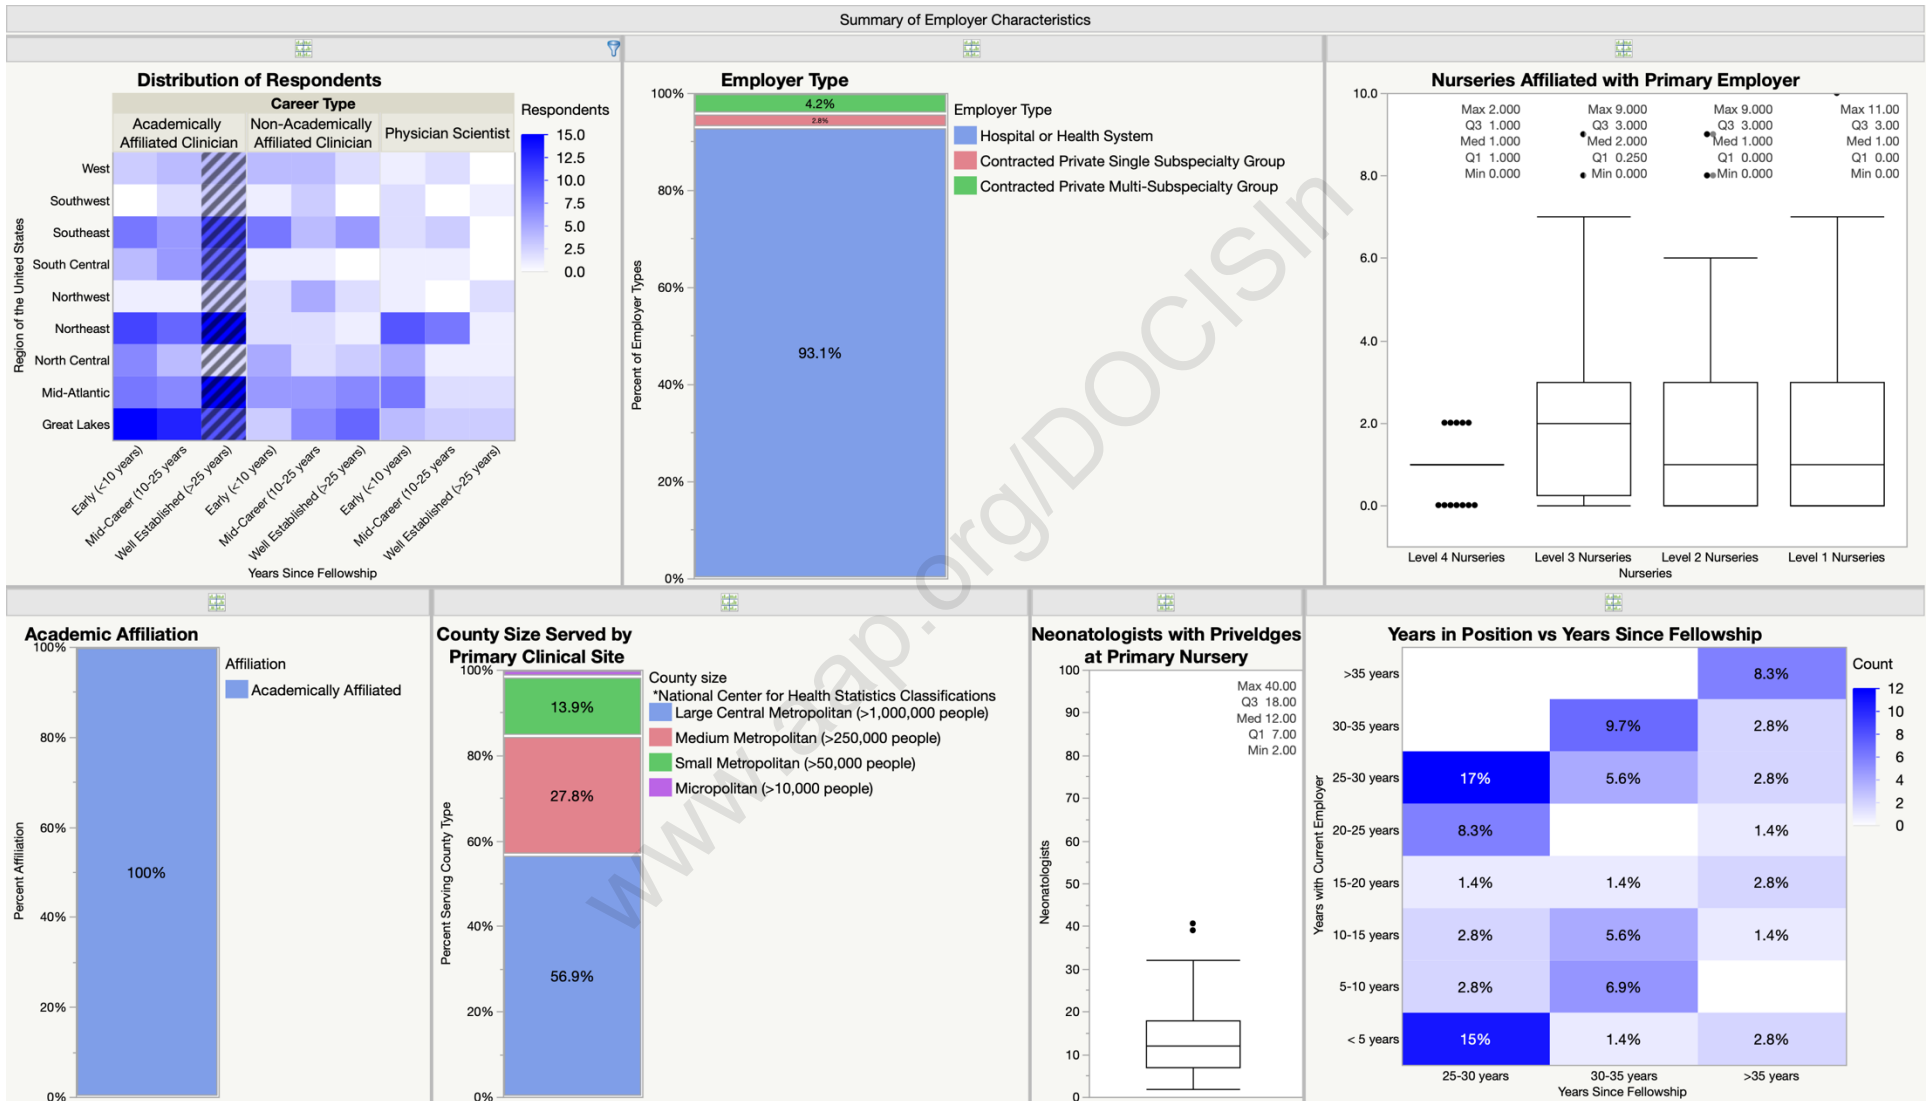 Summary of Employer Characteristics
Distribution of Respondents
Career Type
Academically
Affiliated Clinician
Non-Academically
Affiliated Clinician
Physician Scientist
Respondents
15.0
12.5
10.0
7.5
5.0
2.5
0.0
Region of the United States
West
Southwest
Southeast
South Central
Northwest
Northeast
North Central
Mid-Atlantic
Great Lakes
Early (<10 years)
Mid-Career (10-25 years
Well Established (>25 years)
Early (<10 years)
Mid-Career (10-25 years
Well Established (>25 years)
Early (<10 years)
Mid-Career (10-25 years
Well Established (>25 years)
Years Since Fellowship
Employer Type
Percent of Employer Types
100%
80%
60%
40%
20%
0%
4.2%
2.8%
93.1%
Employer Type
Hospital or Health System
Contracted Private Single Subspecialty Group
Contracted Private Multi-Subspecialty Group
Nurseries Affiliated with Primary Employer
10.0
8.0
6.0
4.0
2.0
0.0
Max 2.000
Q3 1.000
Med 1.000
Q1 1.000
Min 0.000
Max 9.000
Q3 3.000
Med 2.000
Q1 0.250
Min 0.000
Max 9.000
Q3 3.000
Med 1.000
Q1 0.000
Min 0.000
Max 11.00
Q3 3.00
Med 1.00
Q1 0.00
Min 0.00
Level 4 Nurseries
Level 3 Nurseries
Level 2 Nurseries
Level 1 Nurseries
Nurseries
Academic Affiliation
Percent Affiliation
100%
80%
60%
40%
20%
0%
100%
Affiliation
Academically Affiliated
County Size Served by
Primary Clinical Site
Percent Serving County Type
100%
80%
60%
40%
20%
0%
13.9%
27.8%
56.9%
County size
*National Center for Health Statistics Classifications
Large Central Metropolitan (>1,000,000 people)
Medium Metropolitan (>250,000 people)
Small Metropolitan (>50,000 people)
Micropolitan (>10,000 people)
Neonatologists with Priveldges
at Primary Nursery
Neonatologists
100
90
80
70
60
50
40
30
20
10
0
Max 40.00
Q3 18.00
Med 12.00
Q1 7.00
Min 2.00
Years in Position vs Years Since Fellowship
Years with Current Employer
>35 years
8.3%
30-35 years
9.7%
2.8%
25-30 years
17%
5.6%
2.8%
20-25 years
8.3%
1.4%
15-20 years
1.4%
1.4%
2.8%
10-15 years
2.8%
5.6%
1.4%
5-10 years
2.8%
6.9%
< 5 years
15%
1.4%
2.8%
25-30 years
30-35 years
>35 years
Years Since Fellowship
Count
12
10
8
6
4
2
0
www.aap.org/DOCISIn